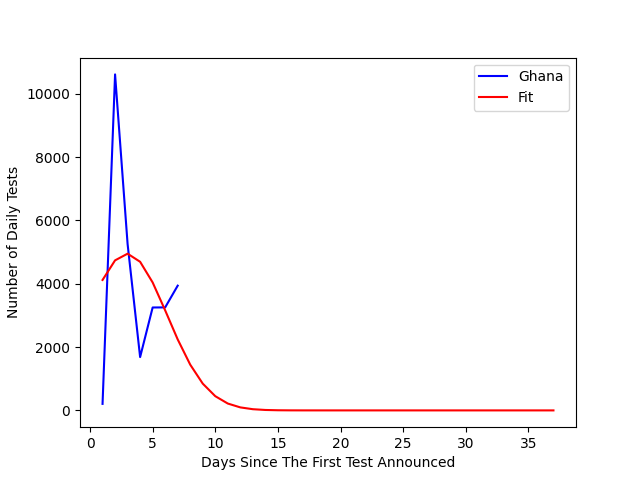 Ghana
Fit
10000
8000
6000
4000
2000
0
Number of Daily Tests
0 5 10 15 20 25 30 35
Days Since The First Test Announced